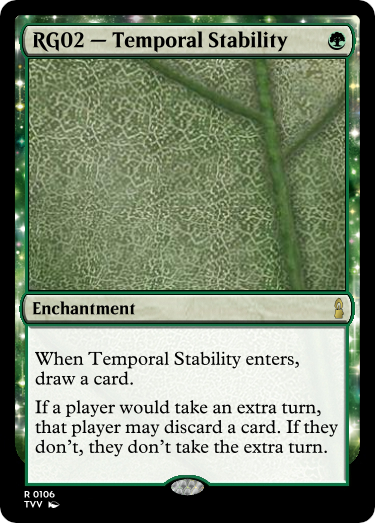 RG02 — Temporal Stability
Enchantment
When Temporal Stability enters,
draw a card.
If a player would take an extra turn,
that player may discard a card. If they
don't, they don't take the extra turn.
R 0106
TVV